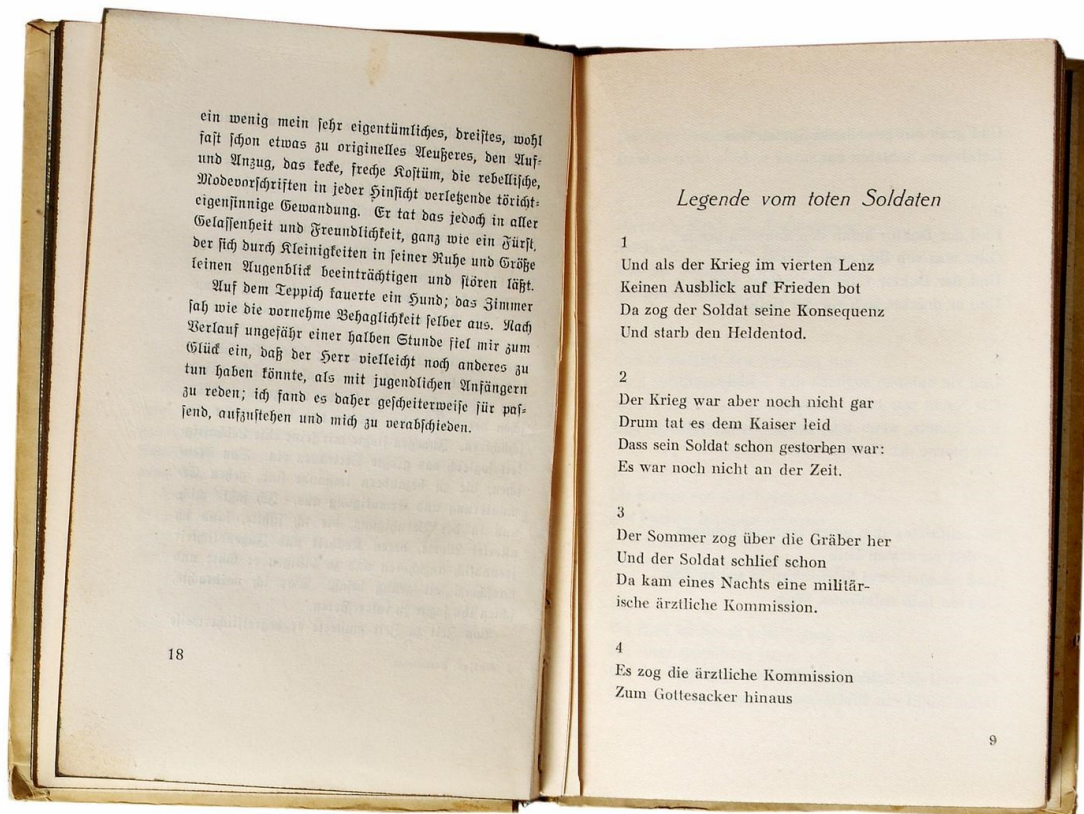 ein wenig mein sehr eigentümliches, dreistes, wohl
fast schon etwas zu originelles Aeußeres, den Auf-
und Anzug, das kecke, freche Kostüm, die rebellische,
Modevorschriften in jeder Hinsicht verletzende töricht-
eigensinnige Gewandung. Er tat das jedoch in aller
Gelassenheit und Freundlichkeit, ganz wie ein Fürst,
der sich durch Kleinigkeiten in seiner Ruhe und Größe
keinen Augenblick beeinträchtigen und stören läßt.
Auf dem Teppich kauerte ein Hund; das Zimmer
sah wie die vornehme Behaglichkeit selber aus. Nach
Verlauf ungefähr einer halben Stunde fiel mir zum
Glück ein, daß der Herr vielleicht noch anderes zu
tun haben könnte, als mit jugendlichen Anfängern
zu reden; ich fand es daher gescheiterweise für pas-
send, aufzustehen und mich zu verabschieden.
18
Legende vom toten Soldaten
1
Und als der Krieg im vierten Lenz
Keinen Ausblick auf Frieden bot
Da zog der Soldat seine Konsequenz
Und starb den Heldentod.
2
Der Krieg war aber noch nicht gar
Drum tat es dem Kaiser leid
Dass sein Soldat schon gestorben war:
Es war noch nicht an der Zeit.
3
Der Sommer zog über die Gräber her
Und der Soldat schlief schon
Da kam eines Nachts eine militär-
ische ärztliche Kommission.
4
Es zog die ärztliche Kommission
Zum Gottesacker hinaus
9